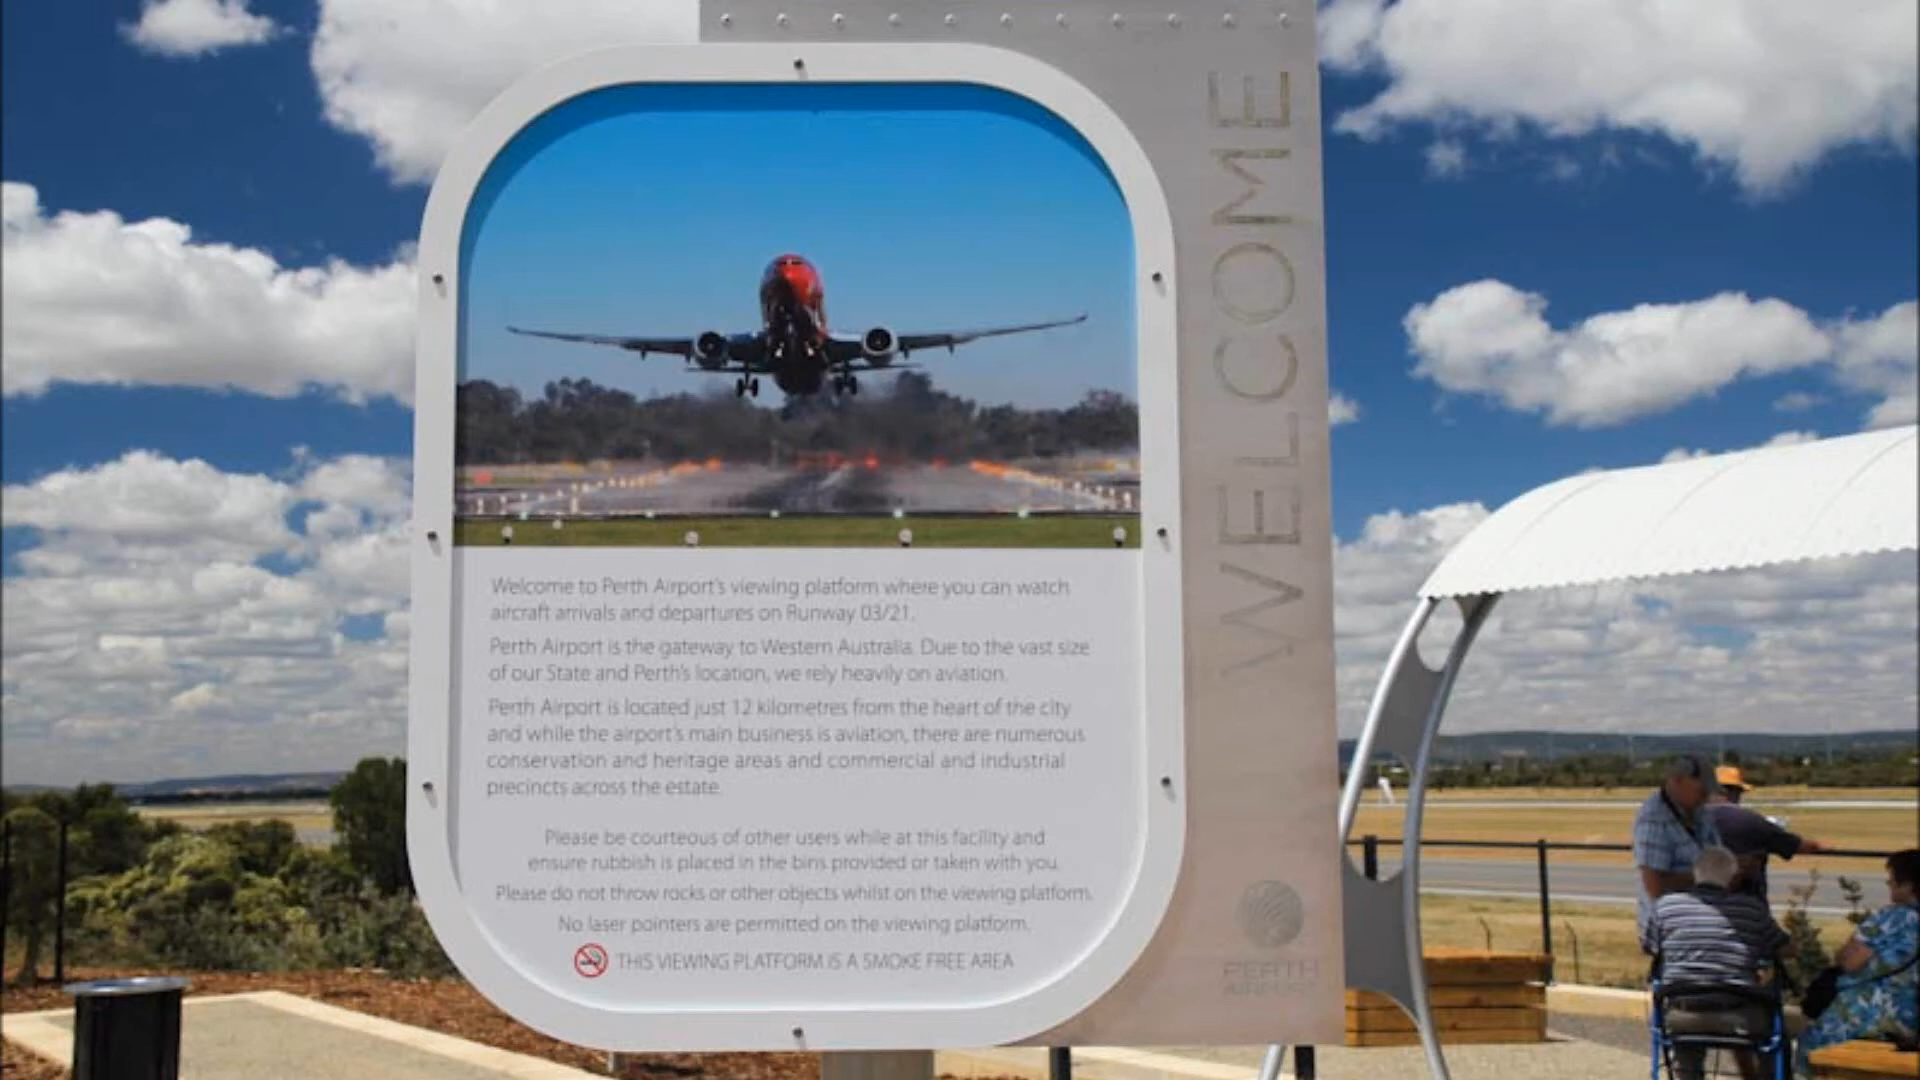 WELCOME
Welcome to Perth Airport's viewing platform where you can watch
aircraft arrivals and departures on Runway 03/21.
Perth Airport is the gateway to Western Australia. Due to the vast size
of our State and Perth's location, we rely heavily on aviation.
Perth Airport is located just 12 kilometres from the heart of the city
and while the airport's main business is aviation, there are numerous
conservation and heritage areas and commercial and industrial
precincts across the estate.
Please be courteous of other users while at this facility and
ensure rubbish is placed in the bins provided or taken with you.
Please do not throw rocks or other objects whilst on the viewing platform.
No laser pointers are permitted on the viewing platform.
THIS VIEWING PLATFORM IS A SMOKE FREE AREA
PERTH
AIRPORT